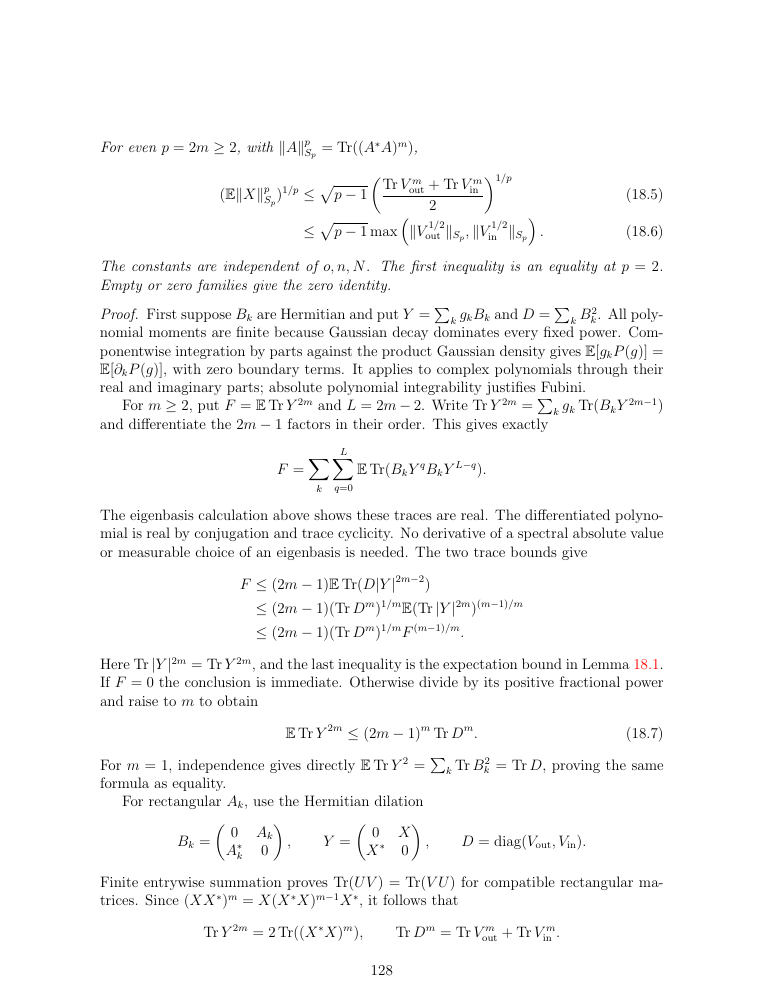 For even p = 2m ≥ 2, with ‖A‖^p_{S_p} = Tr((A*A)^m),
(𝔼‖X‖^p_{S_p})^{1/p} ≤ √(p − 1) ( (Tr V^m_out + Tr V^m_in) / 2 )^{1/p} (18.5)
≤ √(p − 1) max ( ‖V^{1/2}_out‖_{S_p}, ‖V^{1/2}_in‖_{S_p} ) . (18.6)
The constants are independent of o, n, N. The first inequality is an equality at p = 2.
Empty or zero families give the zero identity.
Proof. First suppose B_k are Hermitian and put Y = ∑_k g_k B_k and D = ∑_k B_k^2. All poly-
nomial moments are finite because Gaussian decay dominates every fixed power. Com-
ponentwise integration by parts against the product Gaussian density gives 𝔼[g_k P(g)] =
𝔼[∂_k P(g)], with zero boundary terms. It applies to complex polynomials through their
real and imaginary parts; absolute polynomial integrability justifies Fubini.
For m ≥ 2, put F = 𝔼 Tr Y^{2m} and L = 2m − 2. Write Tr Y^{2m} = ∑_k g_k Tr(B_k Y^{2m−1})
and differentiate the 2m − 1 factors in their order. This gives exactly
F = ∑_k ∑_{q=0}^L 𝔼 Tr(B_k Y^q B_k Y^{L−q}).
The eigenbasis calculation above shows these traces are real. The differentiated polyno-
mial is real by conjugation and trace cyclicity. No derivative of a spectral absolute value
or measurable choice of an eigenbasis is needed. The two trace bounds give
F ≤ (2m − 1)𝔼 Tr(D|Y|^{2m−2})
≤ (2m − 1)(Tr D^m)^{1/m} 𝔼(Tr |Y|^{2m})^{(m−1)/m}
≤ (2m − 1)(Tr D^m)^{1/m} F^{(m−1)/m}.
Here Tr |Y|^{2m} = Tr Y^{2m}, and the last inequality is the expectation bound in Lemma 18.1.
If F = 0 the conclusion is immediate. Otherwise divide by its positive fractional power
and raise to m to obtain
𝔼 Tr Y^{2m} ≤ (2m − 1)^m Tr D^m. (18.7)
For m = 1, independence gives directly 𝔼 Tr Y^2 = ∑_k Tr B_k^2 = Tr D, proving the same
formula as equality.
For rectangular A_k, use the Hermitian dilation
B_k = ( 0 A_k ; A_k^* 0 ) , Y = ( 0 X ; X* 0 ) , D = diag(V_out, V_in).
Finite entrywise summation proves Tr(UV) = Tr(VU) for compatible rectangular ma-
trices. Since (XX*)^m = X(X*X)^{m−1}X*, it follows that
Tr Y^{2m} = 2 Tr((X*X)^m), Tr D^m = Tr V^m_out + Tr V^m_in.
128